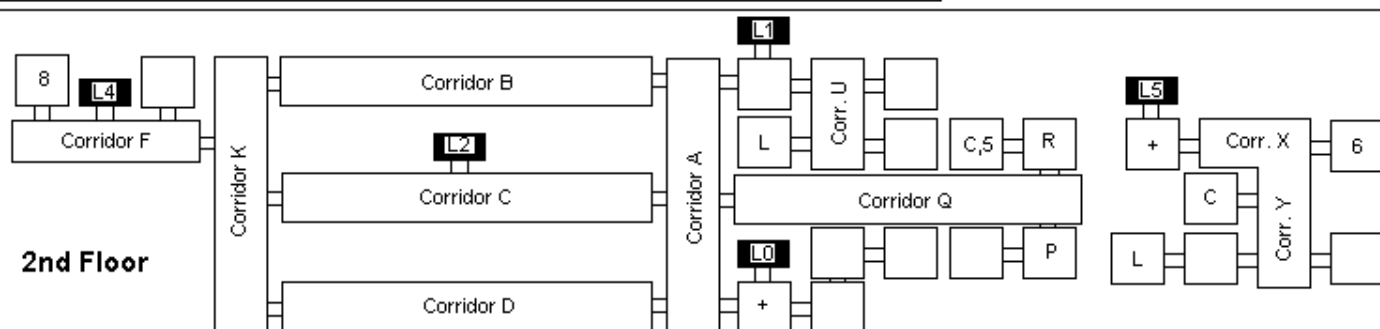 L1
8
L4
Corridor B
Corr. U
L5
Corridor F
L2
L
C,5
R
+
Corr. X
6
Corridor K
Corridor C
Corridor A
Corridor Q
C
Corr. Y
2nd Floor
L0
P
L
Corridor D
+